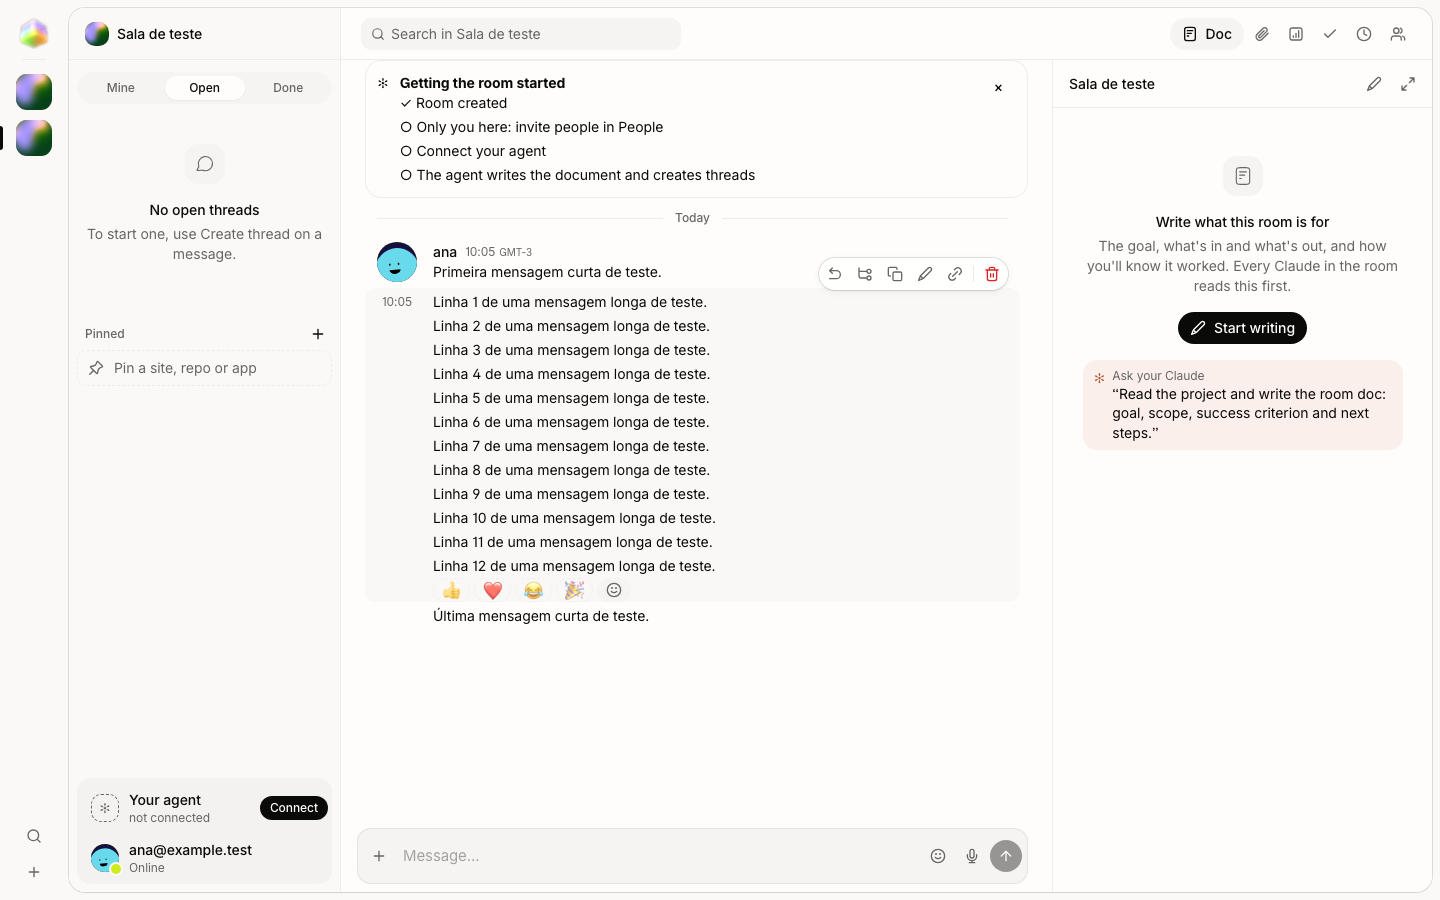 Sala de teste
Search in Sala de teste
Doc
Mine
Open
Done
No open threads
To start one, use Create thread on a
message.
Pinned
Pin a site, repo or app
Your agent
not connected
Connect
ana@example.test
Online
Getting the room started
Room created
Only you here: invite people in People
Connect your agent
The agent writes the document and creates threads
Today
ana 10:05 GMT-3
Primeira mensagem curta de teste.
10:05
Linha 1 de uma mensagem longa de teste.
Linha 2 de uma mensagem longa de teste.
Linha 3 de uma mensagem longa de teste.
Linha 4 de uma mensagem longa de teste.
Linha 5 de uma mensagem longa de teste.
Linha 6 de uma mensagem longa de teste.
Linha 7 de uma mensagem longa de teste.
Linha 8 de uma mensagem longa de teste.
Linha 9 de uma mensagem longa de teste.
Linha 10 de uma mensagem longa de teste.
Linha 11 de uma mensagem longa de teste.
Linha 12 de uma mensagem longa de teste.
Última mensagem curta de teste.
Message...
Sala de teste
Write what this room is for
The goal, what's in and what's out, and how
you'll know it worked. Every Claude in the room
reads this first.
Start writing
Ask your Claude
“Read the project and write the room doc:
goal, scope, success criterion and next
steps.”